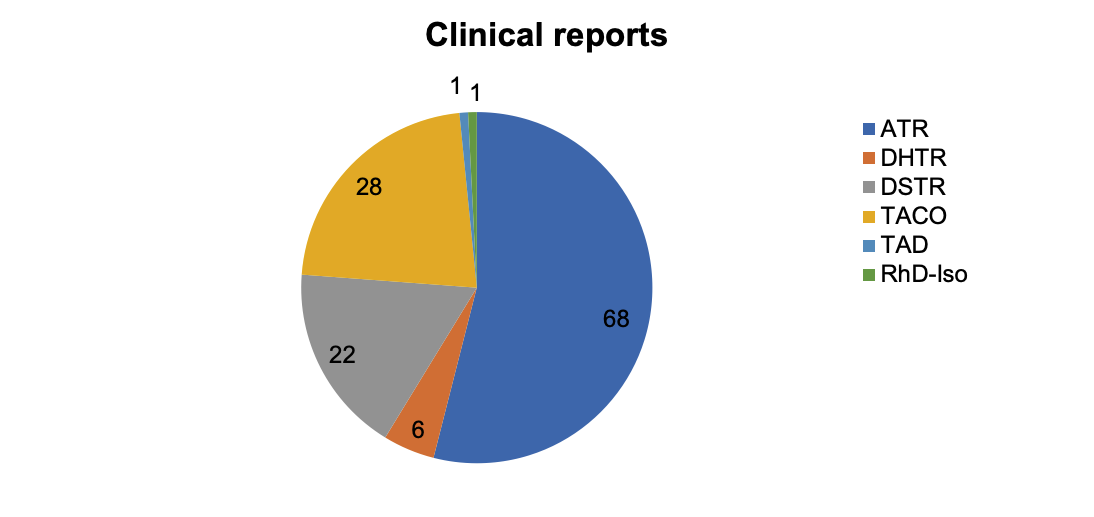 Clinical reports
1 1
28
68
22
6
ATR
DHTR
DSTR
TACO
TAD
RhD-Iso